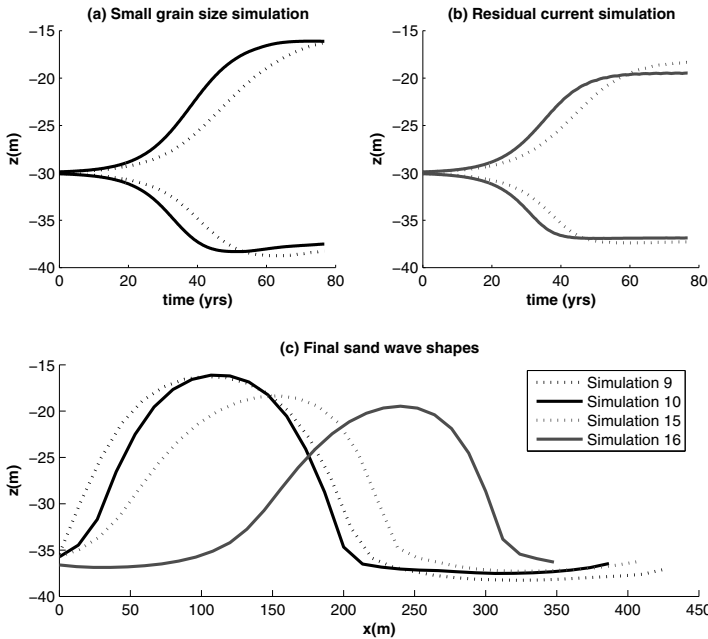 (a) Small grain size simulation
−15
−20
−25
−30
−35
−40
z(m)
0 20 40 60 80
time (yrs)
(b) Residual current simulation
−15
−20
−25
−30
−35
−40
z(m)
0 20 40 60 80
time (yrs)
(c) Final sand wave shapes
−15
−20
−25
−30
−35
−40
z(m)
0 50 100 150 200 250 300 350 400 450
x(m)
Simulation 9
Simulation 10
Simulation 15
Simulation 16